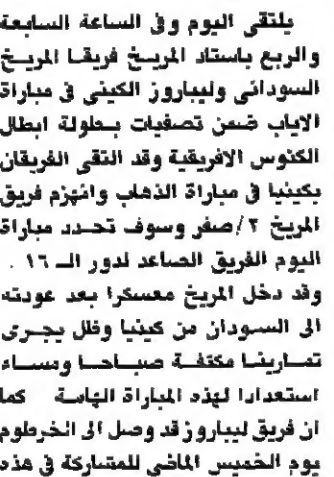 يلتقى اليوم وفى الساعة السابعة
والربع باستاد المريخ فريقا المريخ
السودانى وليباروز الكينى فى مباراة
الاياب ضمن تصفيات بطولة ابطال
الكئوس الافريقية وقد التقى الفريقان
بكينيا فى مباراة الذهاب وانهزم فريق
المريخ ٢/صفر وسوف تحدد مباراة
اليوم الفريق الصاعد لدور الـ ١٦ .
وقد دخل المريخ معسكرا بعد عودته
الى السودان من كينيا وظل يجرى
تمارينا مكثفة صباحا ومساء
استعدادا لهذه المباراة الهامة كما
ان فريق ليباروز قد وصل الى الخرطوم
يوم الخميس الماضى للمشاركة فى هذه